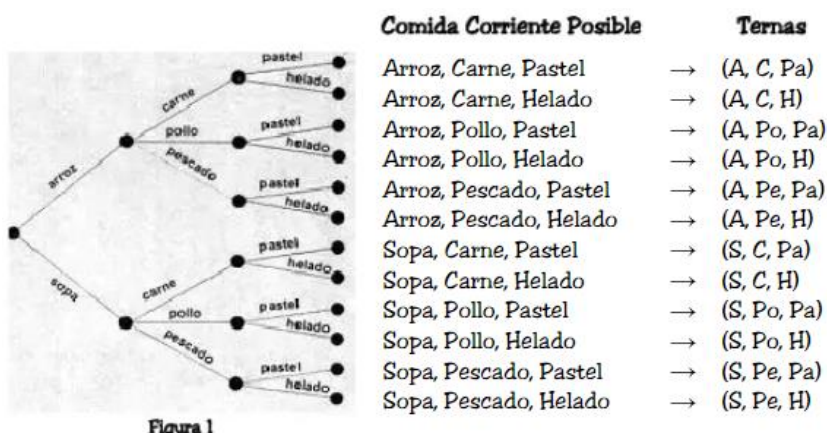 Comida Corriente Posible Ternas
Arroz, Carne, Pastel → (A, C, Pa)
Arroz, Carne, Helado → (A, C, H)
Arroz, Pollo, Pastel → (A, Po, Pa)
Arroz, Pollo, Helado → (A, Po, H)
Arroz, Pescado, Pastel → (A, Pe, Pa)
Arroz, Pescado, Helado → (A, Pe, H)
Sopa, Carne, Pastel → (S, C, Pa)
Sopa, Carne, Helado → (S, C, H)
Sopa, Pollo, Pastel → (S, Po, Pa)
Sopa, Pollo, Helado → (S, Po, H)
Sopa, Pescado, Pastel → (S, Pe, Pa)
Sopa, Pescado, Helado → (S, Pe, H)
arroz
sopa
carne
pollo
pescado
carne
pollo
pescado
pastel
helado
pastel
helado
pastel
helado
pastel
helado
pastel
helado
pastel
helado
Figura 1